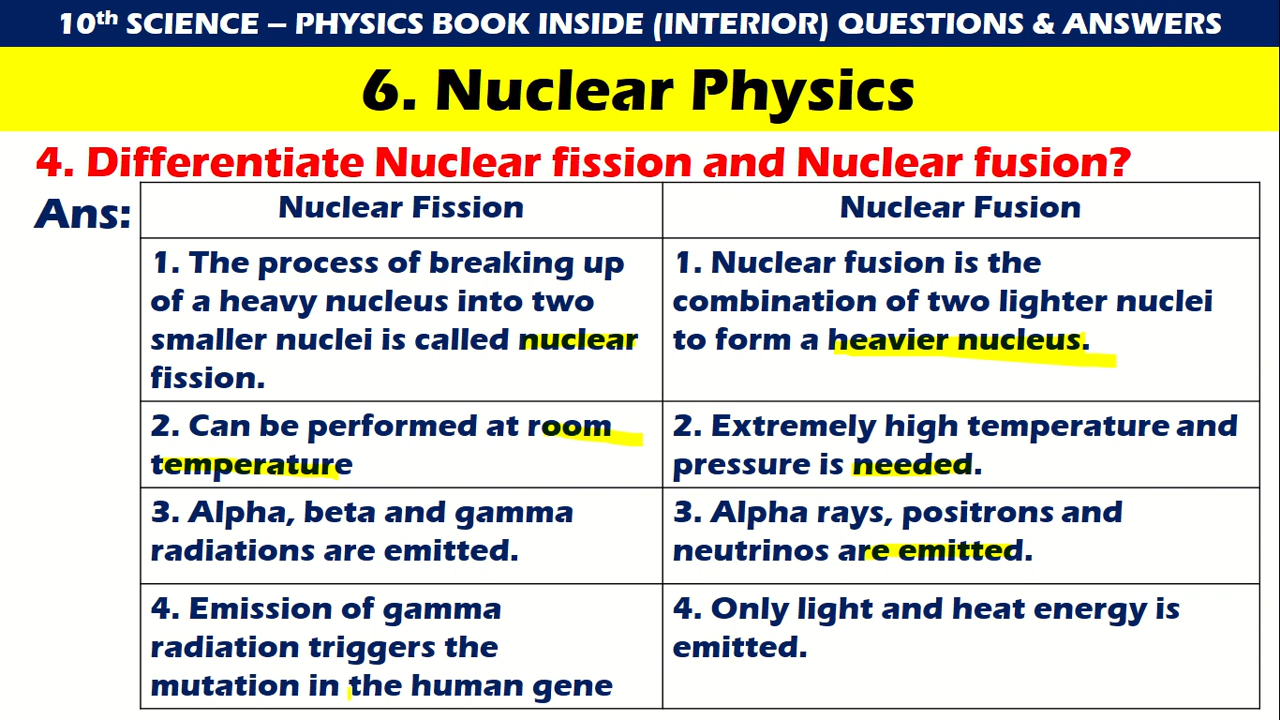 10th SCIENCE – PHYSICS BOOK INSIDE (INTERIOR) QUESTIONS & ANSWERS
6. Nuclear Physics
4. Differentiate Nuclear fission and Nuclear fusion?
Ans:
Nuclear Fission
Nuclear Fusion
1. The process of breaking up
of a heavy nucleus into two
smaller nuclei is called nuclear
fission.
1. Nuclear fusion is the
combination of two lighter nuclei
to form a heavier nucleus.
2. Can be performed at room
temperature
2. Extremely high temperature and
pressure is needed.
3. Alpha, beta and gamma
radiations are emitted.
3. Alpha rays, positrons and
neutrinos are emitted.
4. Emission of gamma
radiation triggers the
mutation in the human gene
4. Only light and heat energy is
emitted.